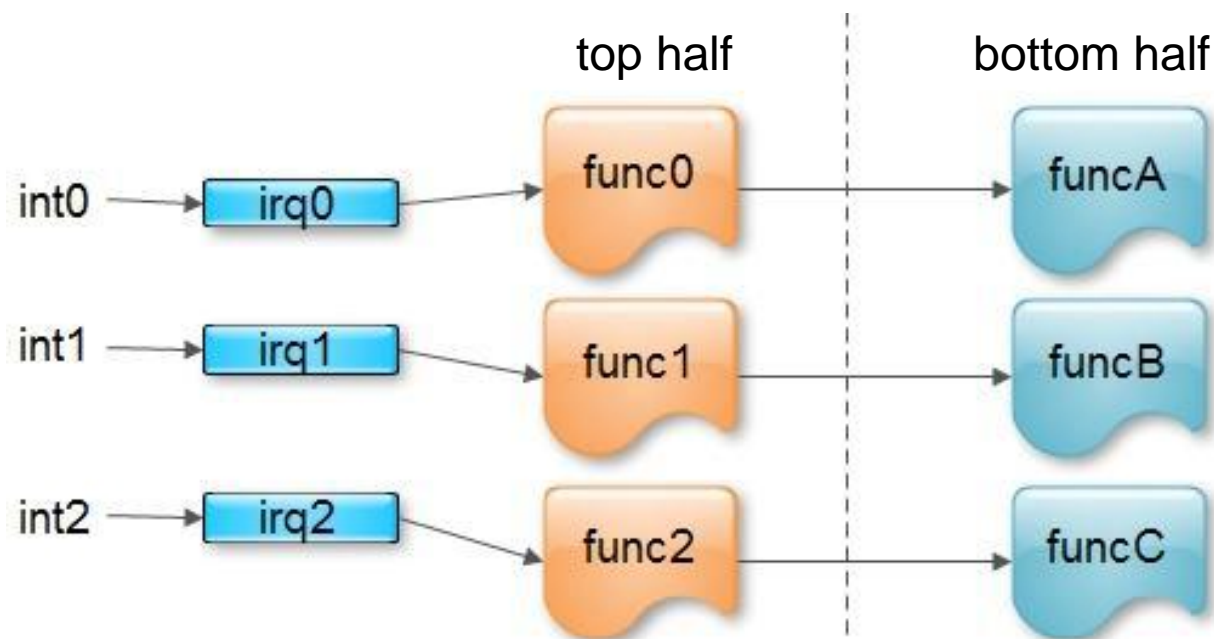 top half bottom half
int0 irq0 func0 funcA
int1 irq1 func1 funcB
int2 irq2 func2 funcC